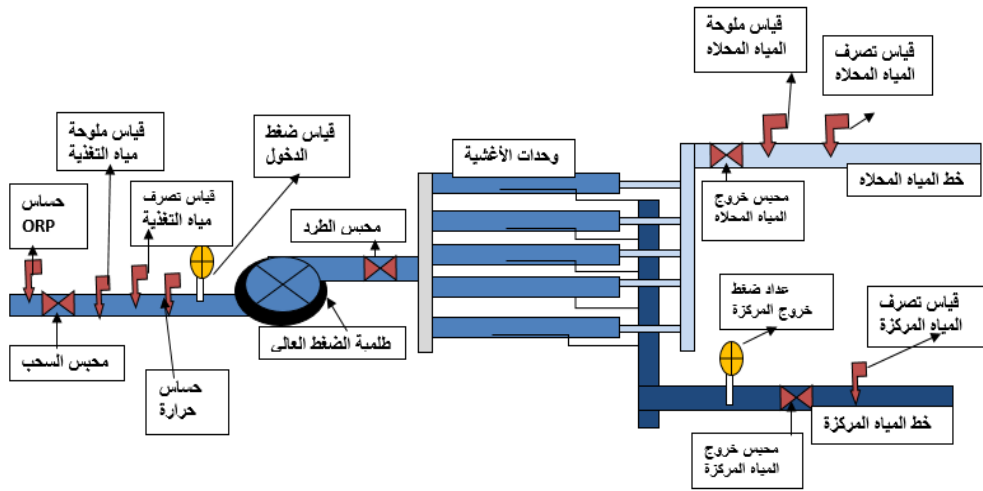 قياس ملوحة
المياه المحلاه
قياس تصرف
المياه المحلاه
قياس ملوحة
مياه التغذية
قياس ضغط
الدخول
وحدات الأغشية
خط المياه المحلاه
حساس
ORP
قياس تصرف
مياه التغذية
محبس الطرد
محبس خروج
المياه المحلاه
عداد ضغط
خروج المركزة
قياس تصرف
المياه المركزة
محبس السحب
حساس
حرارة
طلمبة الضغط العالى
خط المياه المركزة
محبس خروج
المياه المركزة